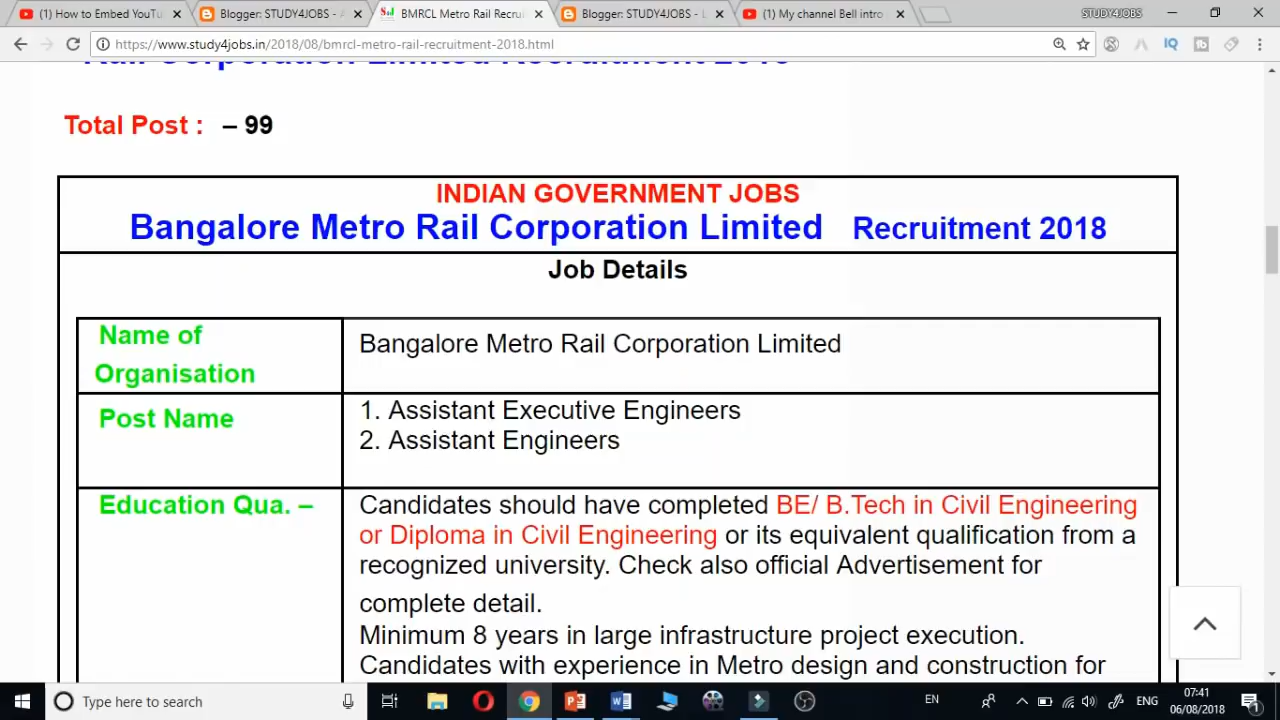 (1) How to Embed YouTu
Blogger: STUDY4JOBS - A
BMRCL Metro Rail Recrui
Blogger: STUDY4JOBS - L
(1) My channel Bell intro
STUDY4JOBS
https://www.study4jobs.in/2018/08/bmrcl-metro-rail-recruitment-2018.html
Rail Corporation Limited Recruitment 2018
Total Post : – 99
INDIAN GOVERNMENT JOBS
Bangalore Metro Rail Corporation Limited Recruitment 2018
Job Details
Name of
Organisation
Bangalore Metro Rail Corporation Limited
Post Name
1. Assistant Executive Engineers
2. Assistant Engineers
Education Qua. –
Candidates should have completed BE/ B.Tech in Civil Engineering
or Diploma in Civil Engineering or its equivalent qualification from a
recognized university. Check also official Advertisement for
complete detail.
Minimum 8 years in large infrastructure project execution.
Candidates with experience in Metro design and construction for
Type here to search
EN
ENG
07:41
06/08/2018